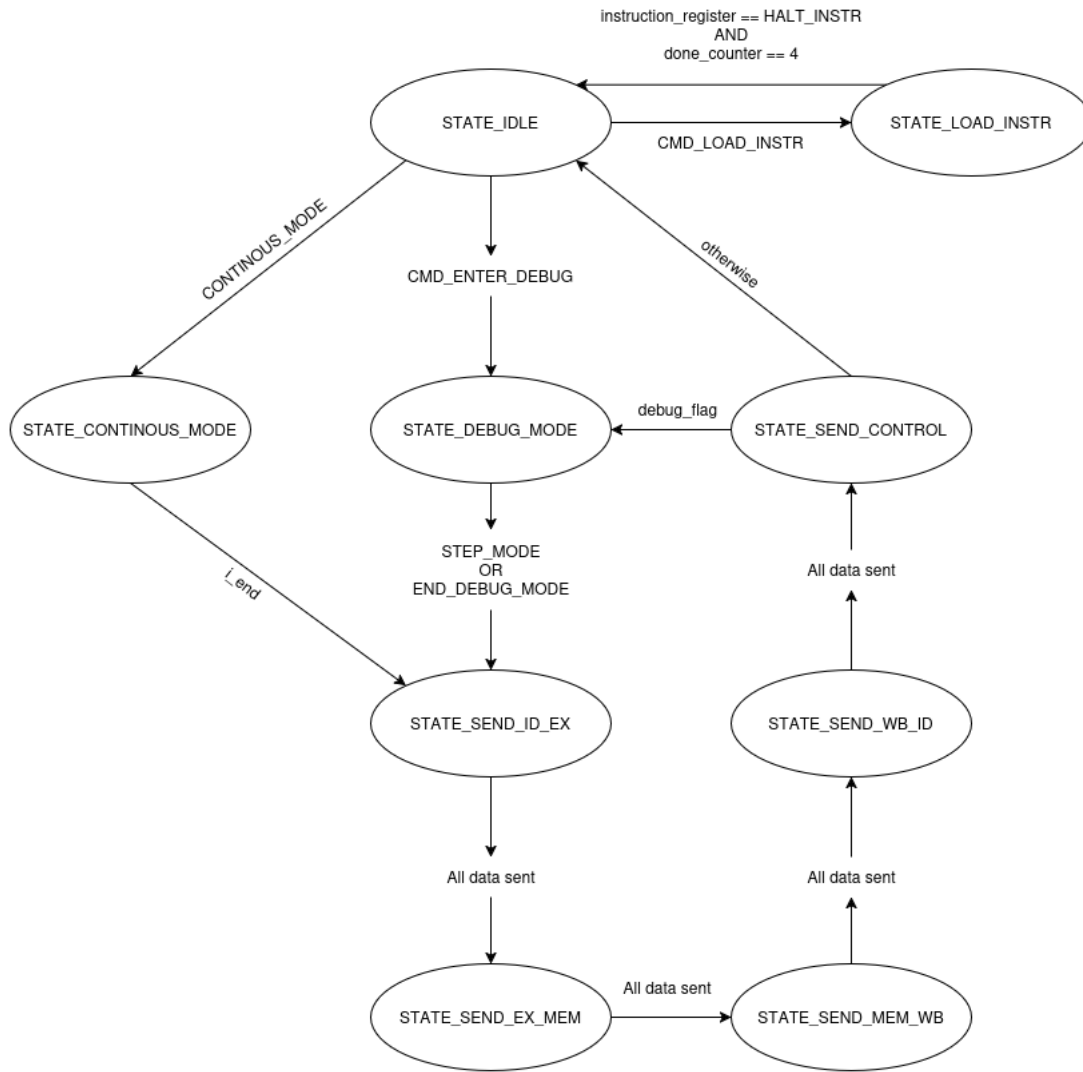 instruction_register == HALT_INSTR
AND
done_counter == 4
STATE_IDLE
STATE_LOAD_INSTR
CMD_LOAD_INSTR
CONTINOUS_MODE
CMD_ENTER_DEBUG
otherwise
STATE_CONTINOUS_MODE
STATE_DEBUG_MODE
debug_flag
STATE_SEND_CONTROL
i_end
STEP_MODE
OR
END_DEBUG_MODE
All data sent
STATE_SEND_ID_EX
STATE_SEND_WB_ID
All data sent
All data sent
STATE_SEND_EX_MEM
All data sent
STATE_SEND_MEM_WB